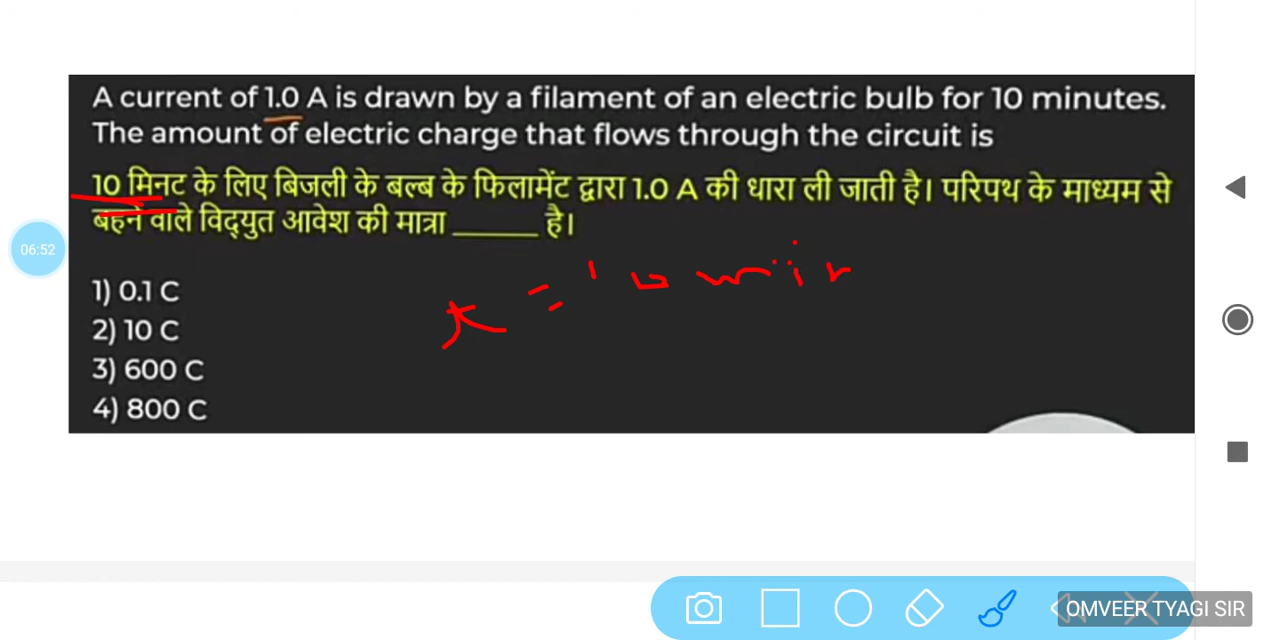 A current of 1.0 A is drawn by a filament of an electric bulb for 10 minutes.
The amount of electric charge that flows through the circuit is
10 मिनट के लिए बिजली के बल्ब के फिलामेंट द्वारा 1.0 A की धारा ली जाती है। परिपथ के माध्यम से
बहने वाले विद्युत आवेश की मात्रा ______ है।
06:52
t = 10 min
1) 0.1 C
2) 10 C
3) 600 C
4) 800 C
OMVEER TYAGI SIR